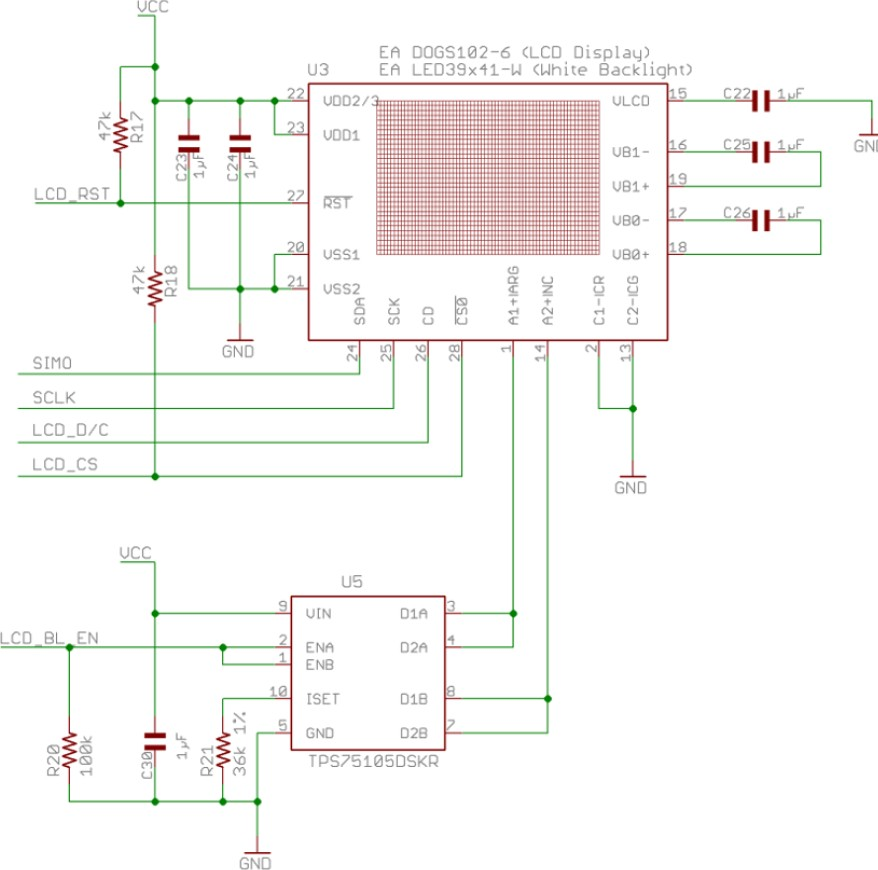 VCC
EA DOGS102-6 (LCD Display)
U3
EA LED39x41-W (White Backlight)
22
VDD2/3
VLCD
15
C22
1µF
47k
R17
23
VDD1
C23
1µF
C24
1µF
GN
16
VB1-
C25
1µF
19
VB1+
LCD_RST
27
RST
17
VB0-
C26
1µF
20
VSS1
18
VB0+
47k
R18
21
VSS2
SDA
SCK
CD
CS0
A1+IARG
A2+INC
C1-ICR
C2-ICG
GND
24
25
26
28
1
14
2
13
SIMO
SCLK
LCD_D/C
LCD_CS
GND
VCC
U5
9
VIN
D1A
3
LCD_BL_EN
2
ENA
D2A
4
1
ENB
10
ISET
D1B
8
5
GND
D2B
7
R20
100k
C30
1µF
R21
36k 1%
TPS75105DSKR
GND